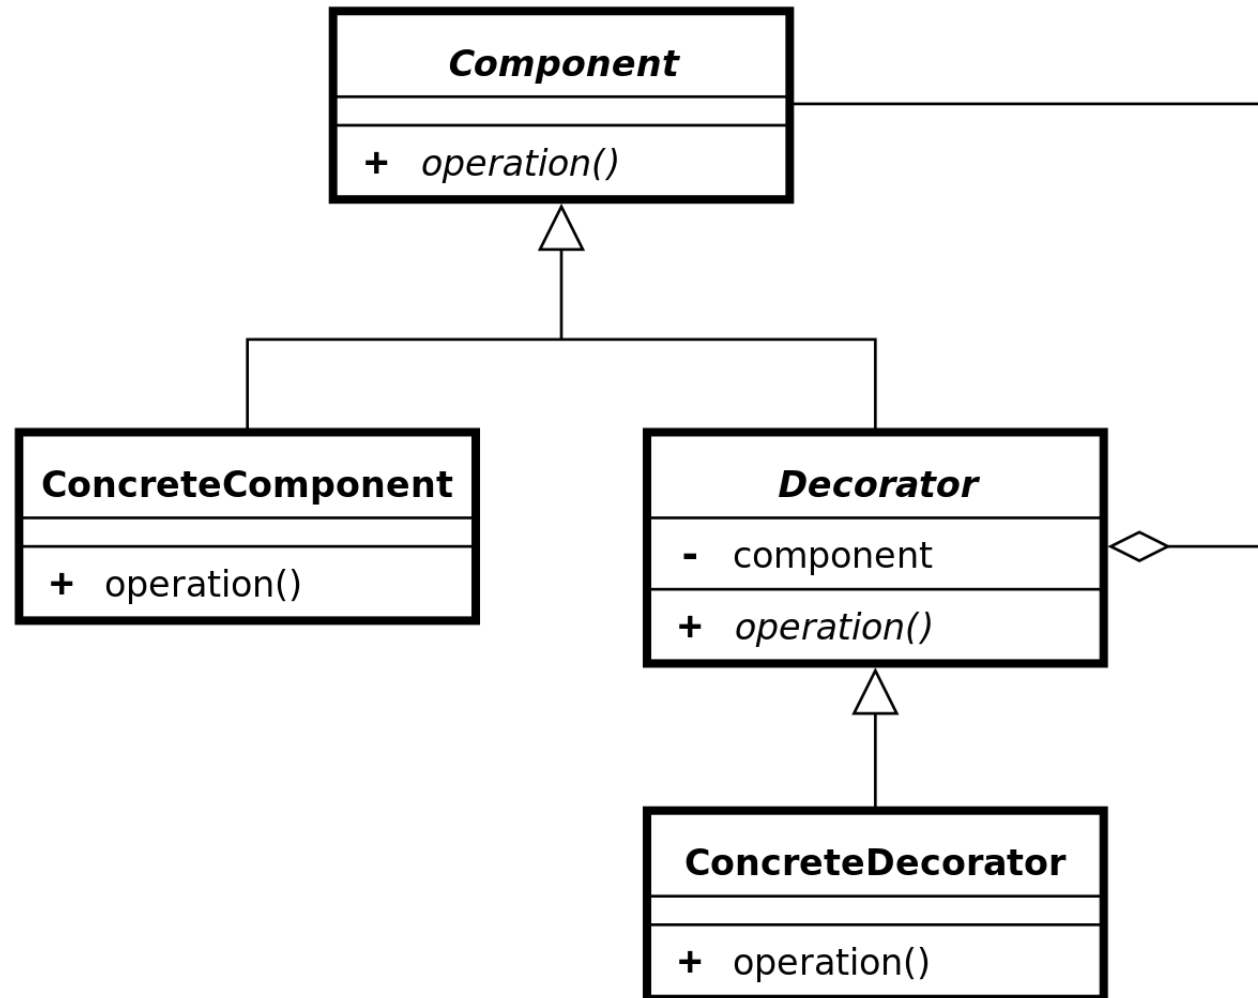 Component
+ operation()
ConcreteComponent
+ operation()
Decorator
- component
+ operation()
ConcreteDecorator
+ operation()